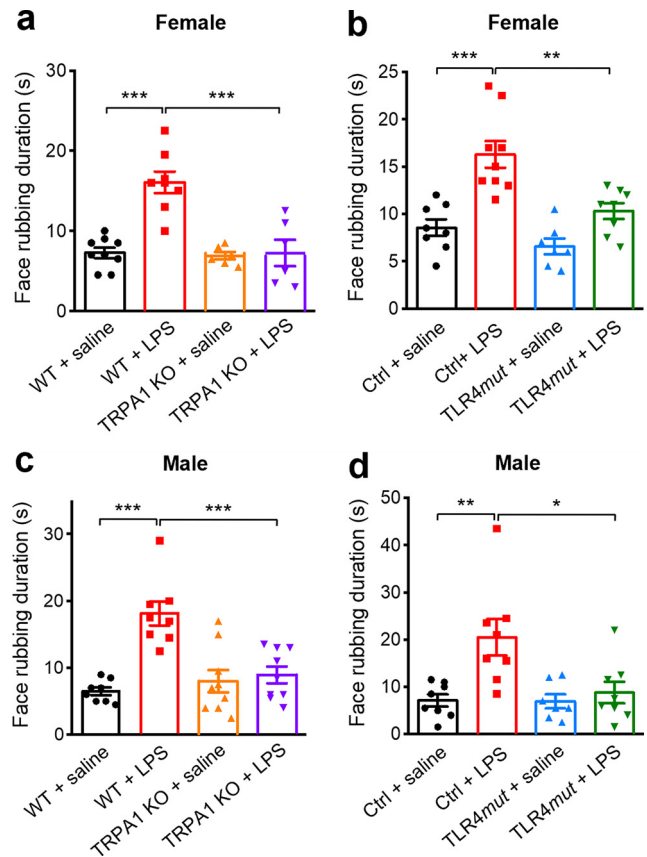 a
Female
Face rubbing duration (s)
30
20
10
0
***
***
WT + saline
WT + LPS
TRPA1 KO + saline
TRPA1 KO + LPS
b
Female
Face rubbing duration (s)
25
20
15
10
5
0
***
**
Ctrl + saline
Ctrl+ LPS
TLR4mut + saline
TLR4mut + LPS
c
Male
Face rubbing duration (s)
30
20
10
0
***
***
WT + saline
WT + LPS
TRPA1 KO + saline
TRPA1 KO + LPS
d
Male
Face rubbing duration (s)
50
40
30
20
10
0
**
*
Ctrl + saline
Ctrl + LPS
TLR4mut + saline
TLR4mut + LPS